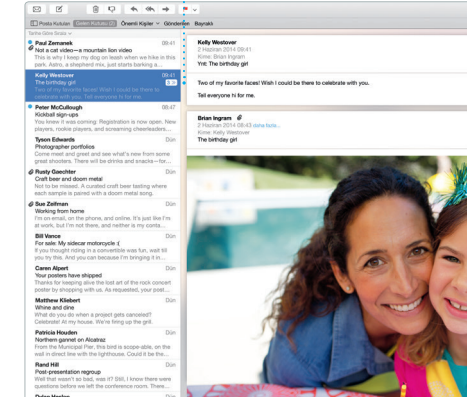 Posta Kutuları Gelen Kutusu (2) Önemli Kişiler Gönderilen Bayraklı
Tarihe Göre Sırala
Paul Zemanek 09:41
Not a cat video—a mountain lion video
This is why I keep my dog on leash when we hike in this
park. Astro, a shepherd mix, just starts barking a...
Kelly Westover 09:41
The birthday girl
Two of my favorite faces! Wish I could be there to
celebrate with you. Tell everyone hi for me.
Peter McCullough 08:47
Kickball sign-ups
You knew it was coming: Registration is now open. New
players, rookie players, and screaming cheerleaders....
Tyson Edwards Dün
Photographer portfolios
Come meet and greet and see what's new from some
great shooters. There will be drinks and snacks—for...
Rusty Gaechter Dün
Craft beer and doom metal
Not to be missed. A curated craft beer tasting where
each sample is paired with a doom metal song.
Sue Zeifman Dün
Working from home
I'm on email, on the phone, and online. It's just like I'm
at work, but I'm not there, and neither is my conta...
Bill Vance Dün
For sale: My sidecar motorcycle :(
If you thought riding in a convertible was fun, wait till
you try this. And you can because I'm bringing it in...
Caren Alpert Dün
Your posters have shipped
Thanks for keeping alive the lost art of the rock concert
poster by shopping with us. As requested, your post...
Matthew Kliebert Dün
Whine and dine
What do you do when a project gets canceled?
Celebrate! At my house. We're firing up the grill.
Patricia Houden Dün
Northern gannet on Alcatraz
From the Municipal Pier, this bird is scope-able, on the
wall in direct line with the lighthouse. Could it be the...
Rand Hill Dün
Post-presentation regroup
Well that wasn't so bad, was it? Still, I knew there were
questions before we left the conference room. There...
Dün
Kelly Westover
2 Haziran 2014 09:41
Kime: Brian Ingram
Ynt: The birthday girl
Two of my favorite faces! Wish I could be there to celebrate with you.
Tell everyone hi for me.
Brian Ingram
2 Haziran 2014 08:43 daha fazla...
Kime: Kelly Westover
The birthday girl